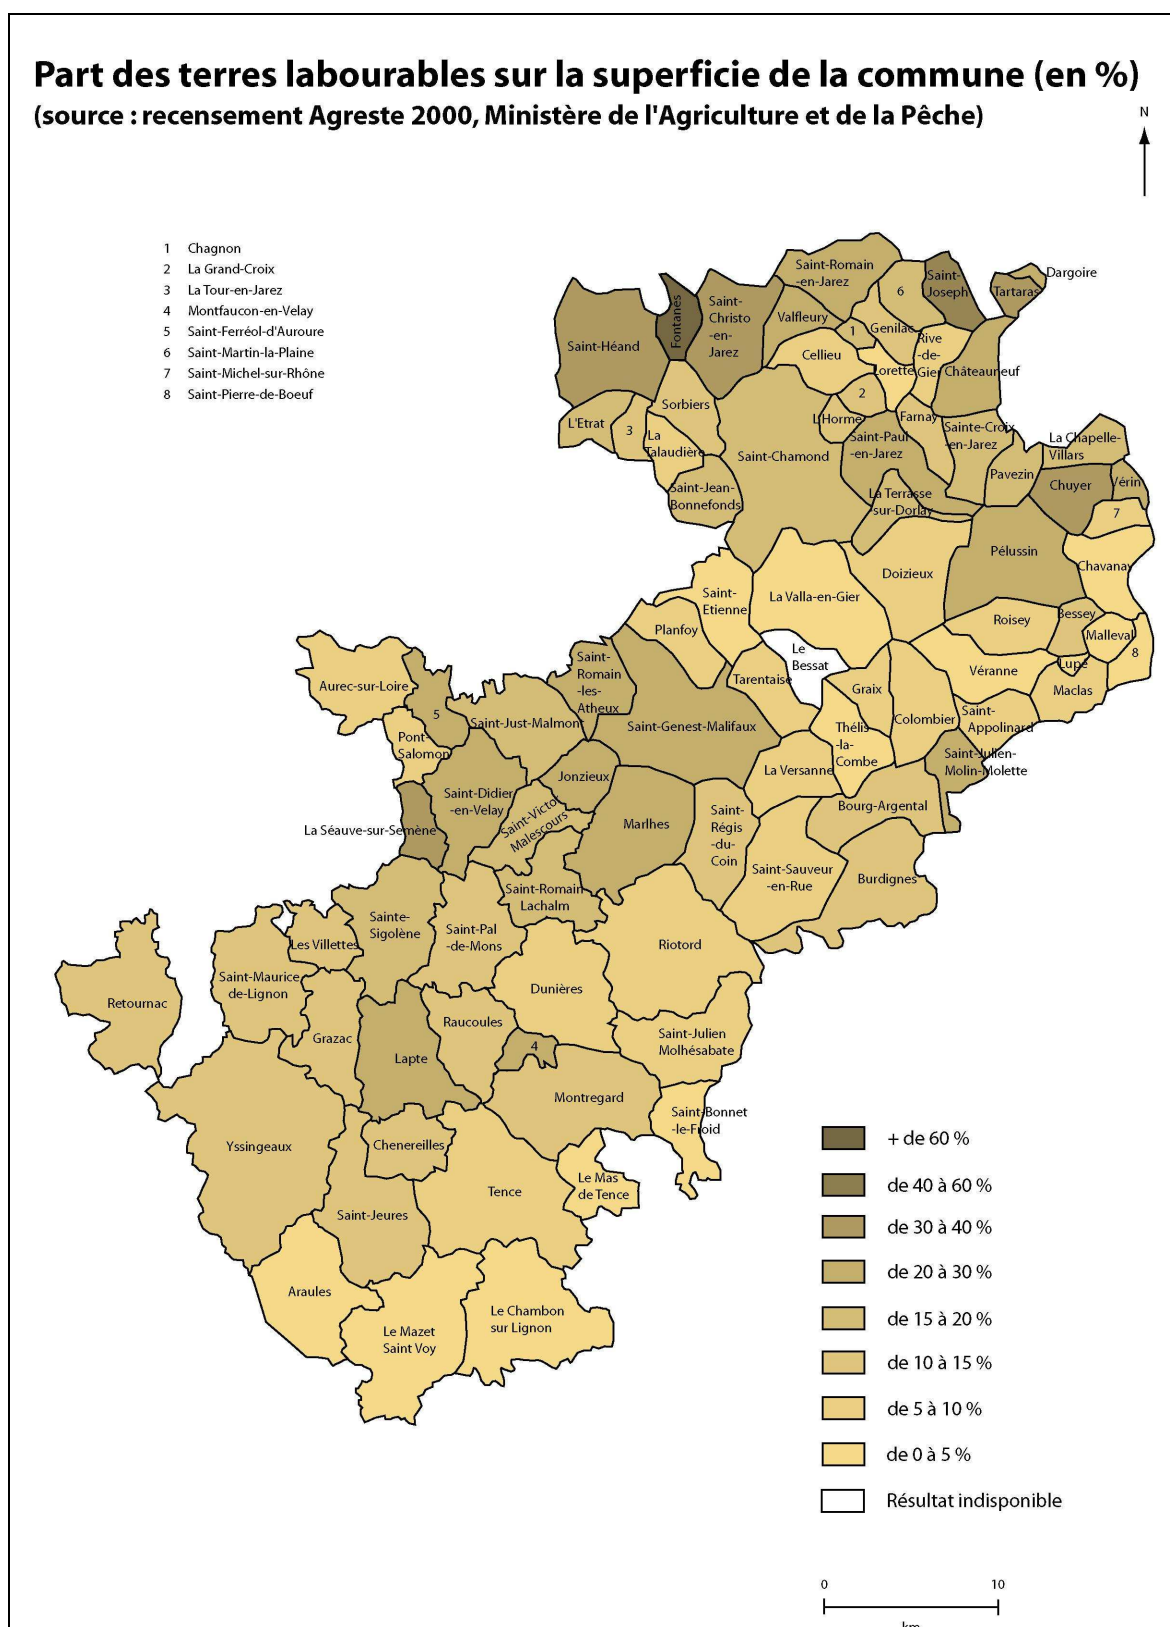 Part des terres labourables sur la superficie de la commune (en %)
(source : recensement Agreste 2000, Ministère de l'Agriculture et de la Pêche)
N
1 Chagnon
2 La Grand-Croix
3 La Tour-en-Jarez
4 Montfaucon-en-Velay
5 Saint-Ferréol-d'Auroure
6 Saint-Martin-la-Plaine
7 Saint-Michel-sur-Rhône
8 Saint-Pierre-de-Boeuf
Saint-Romain
-en-Jarez
Saint-
Joseph
Dargoire
Tartaras
6
Fontanès
Saint-
Christo
-en-
Jarez
Valfleury
1
Genilac
Rive
-de-
Gier
Saint-Héand
Cellieu
Lorette
Châteauneuf
2
Sorbiers
L'Etrat
3
La
Talaudière
L'Horme
Farnay
Sainte-Croix
-en-Jarez
Saint-Paul
-en-Jarez
La Chapelle-
Villars
Saint-Chamond
Pavezin
Chuyer
Vérin
Saint-Jean-
Bonnefonds
La Terrasse
-sur-Dorlay
7
Pélussin
Chavanay
Doizieux
Saint-
Etienne
La Valla-en-Gier
Planfoy
Roisey
Bessey
Malleval
8
Le
Bessat
Lupé
Véranne
Maclas
Saint-
Romain
-les-
Atheux
Tarentaise
Graix
Aurec-sur-Loire
5
Saint-Just-Malmont
Saint-Genest-Malifaux
Thélis
-la-
Combe
Colombier
Saint-
Appolinard
Pont-
Salomon
Saint-Julien-
Molin-Molette
La Versanne
Jonzieux
Saint-Didier
-en-Velay
Saint-Victor
Malescours
Bourg-Argental
Marlhes
Saint-
Régis
-du-
Coin
La Séauve-sur-Semène
Saint-Sauveur
-en-Rue
Burdignes
Saint-Romain
Lachalm
Sainte-
Sigolène
Saint-Pal
-de-Mons
Les Villettes
Riotord
Saint-Maurice
de-Lignon
Dunières
Retournac
Raucoules
Grazac
Saint-Julien
Molhésabate
4
Lapte
Montregard
Saint-Bonnet
-le-Froid
Yssingeaux
Chenereilles
Le Mas
de Tence
Tence
Saint-Jeures
Araules
Le Chambon
sur Lignon
Le Mazet
Saint Voy
+ de 60 %
de 40 à 60 %
de 30 à 40 %
de 20 à 30 %
de 15 à 20 %
de 10 à 15 %
de 5 à 10 %
de 0 à 5 %
Résultat indisponible
0 10
km